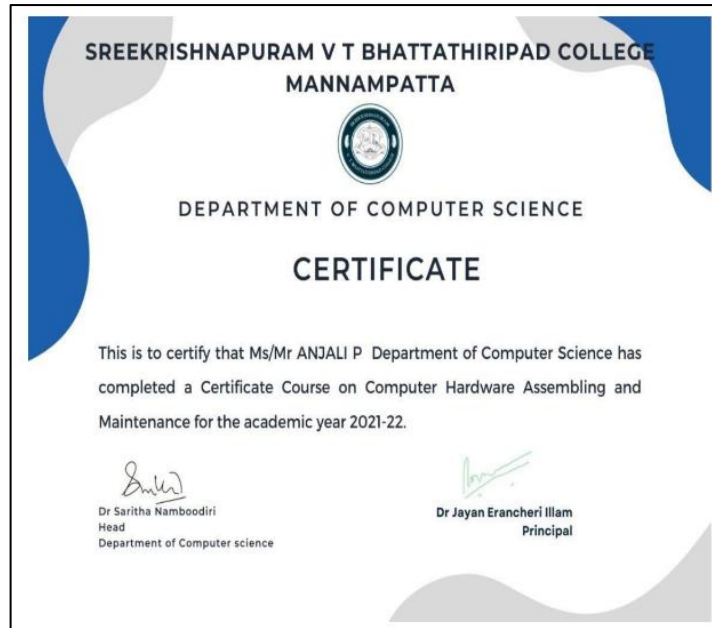 SREEKRISHNAPURAM V T BHATTATHIRIPAD COLLEGE
MANNAMPATTA
DEPARTMENT OF COMPUTER SCIENCE
CERTIFICATE
This is to certify that Ms/Mr ANJALI P Department of Computer Science has
completed a Certificate Course on Computer Hardware Assembling and
Maintenance for the academic year 2021-22.
Dr Saritha Namboodiri
Head
Department of Computer science
Dr Jayan Erancheri Illam
Principal